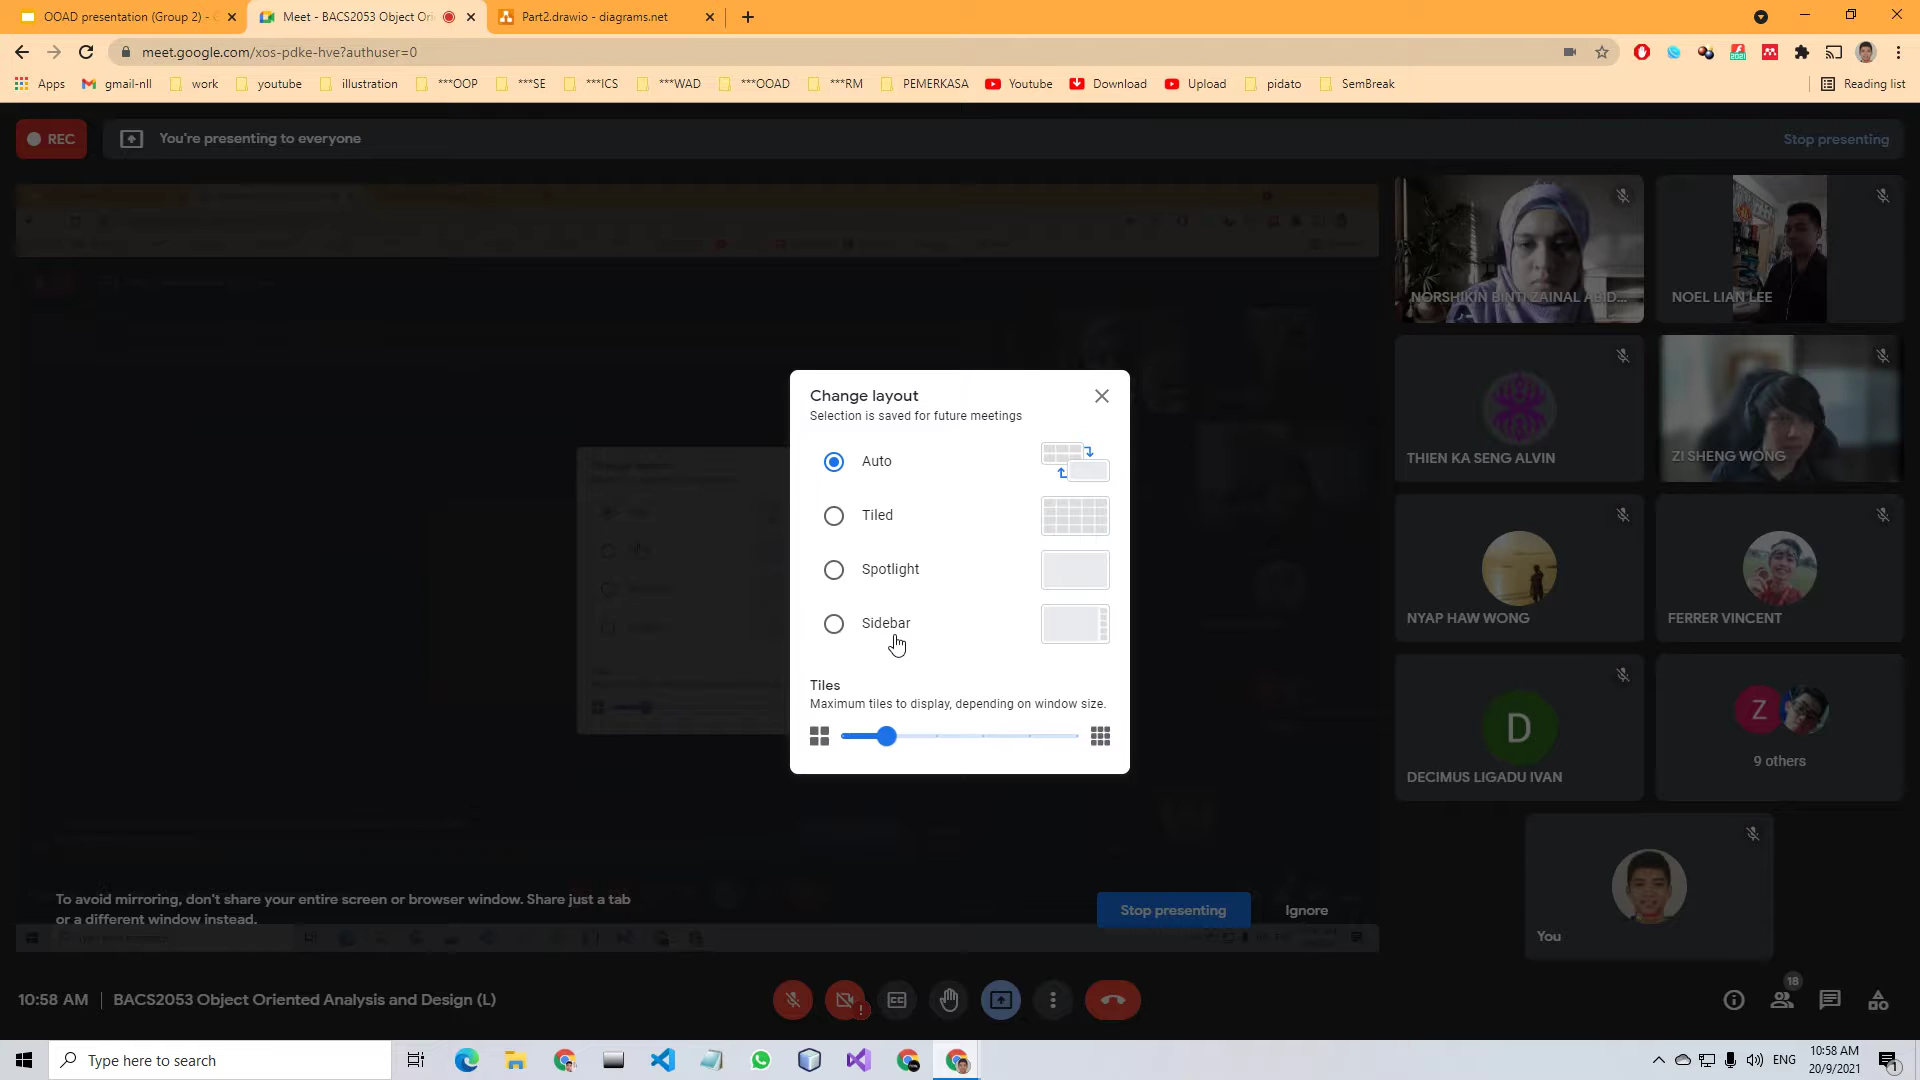 OOAD presentation (Group 2) - G
Meet - BACS2053 Object Ori
Part2.drawio - diagrams.net
meet.google.com/xos-pdke-hve?authuser=0
Apps
gmail-nll
work
youtube
illustration
***OOP
***SE
***ICS
***WAD
***OOAD
***RM
PEMERKASA
Youtube
Download
Upload
pidato
SemBreak
Reading list
REC
You're presenting to everyone
Stop presenting
NORSHIKIN BINTI ZAINAL ABID...
NOEL LIAN LEE
THIEN KA SENG ALVIN
ZI SHENG WONG
NYAP HAW WONG
FERRER VINCENT
D
DECIMUS LIGADU IVAN
Z
9 others
You
Change layout
Selection is saved for future meetings
Auto
Tiled
Spotlight
Sidebar
Tiles
Maximum tiles to display, depending on window size.
To avoid mirroring, don't share your entire screen or browser window. Share just a tab
or a different window instead.
Stop presenting
Ignore
10:58 AM | BACS2053 Object Oriented Analysis and Design (L)
18
Type here to search
ENG
10:58 AM
20/9/2021
1